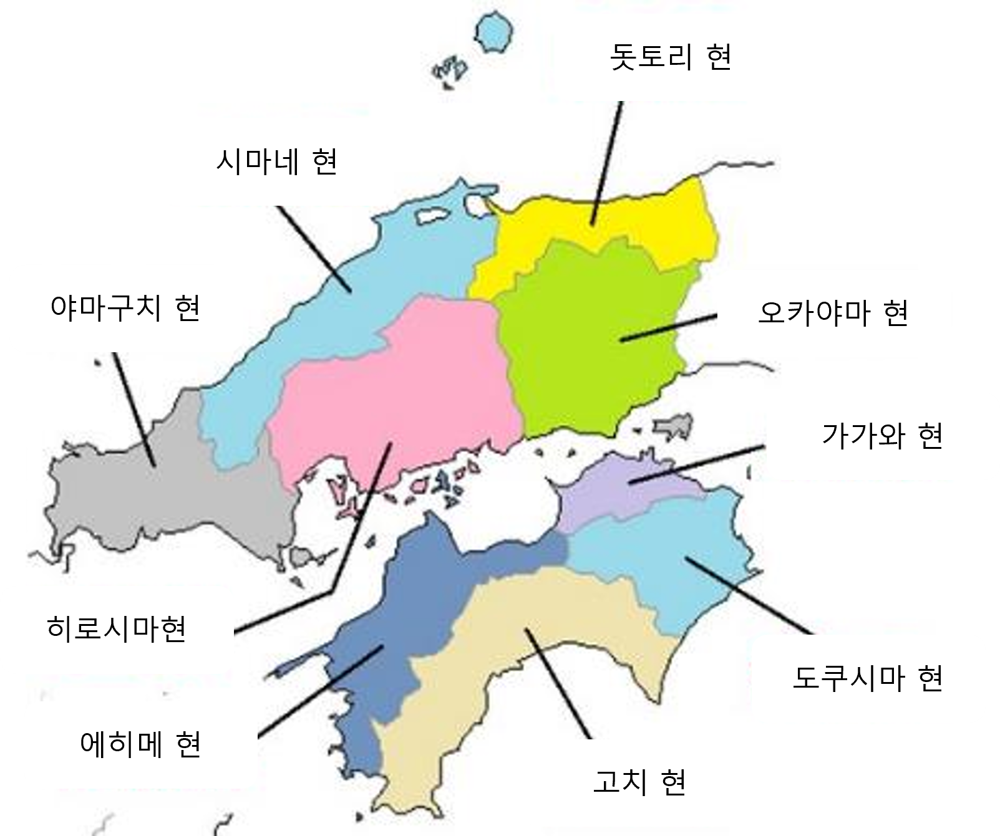 돗토리 현
시마네 현
야마구치 현
오카야마 현
가가와 현
히로시마현
도쿠시마 현
에히메 현
고치 현